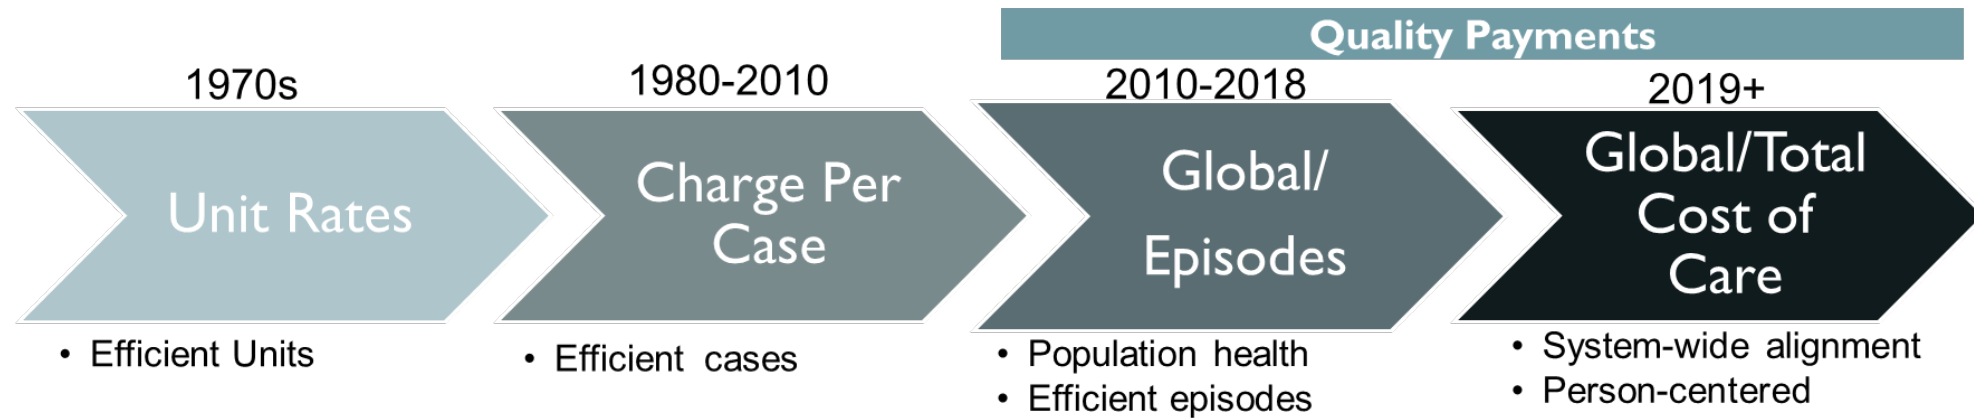 Quality Payments
1970s
1980-2010
2010-2018
2019+
Unit Rates
Charge Per
Case
Global/
Episodes
Global/Total
Cost of
Care
• Efficient Units
• Efficient cases
• Population health
• Efficient episodes
• System-wide alignment
• Person-centered